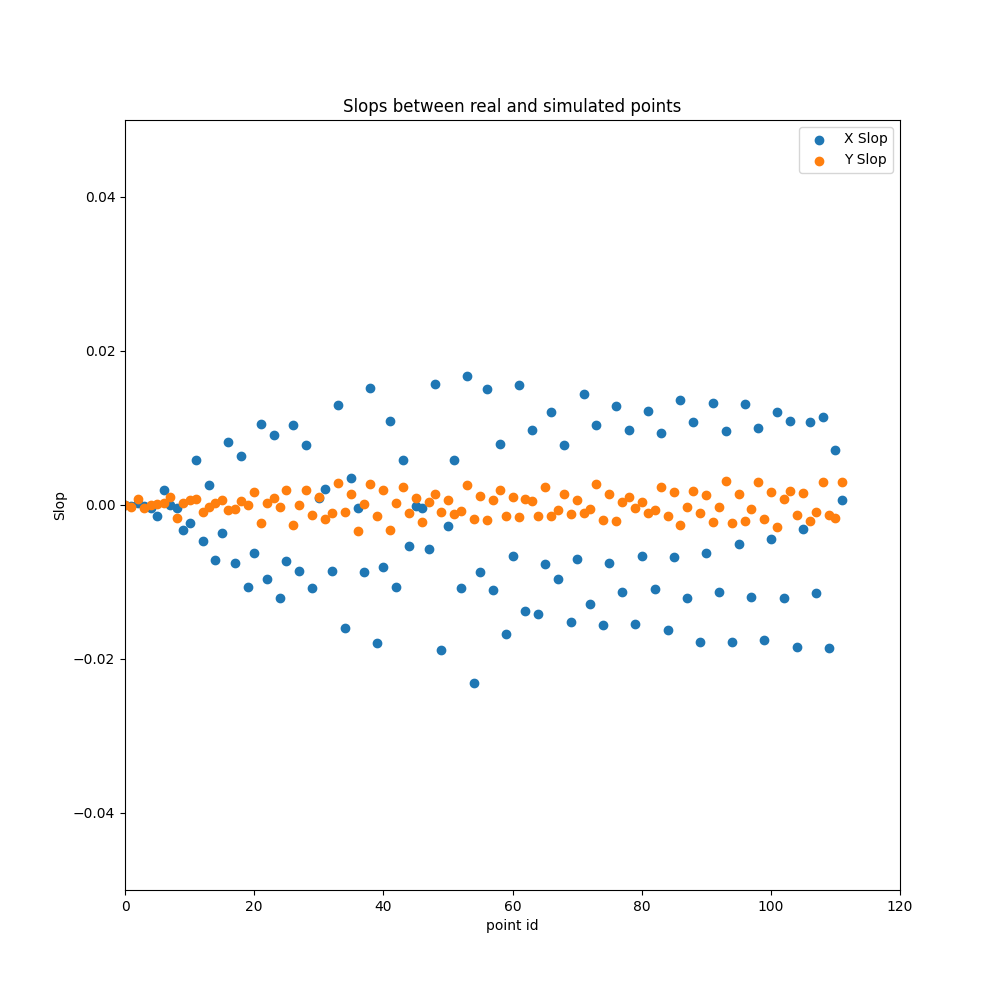 Slops between real and simulated points
X Slop
Y Slop
0.04
0.02
0.00
−0.02
−0.04
Slop
0 20 40 60 80 100 120
point id